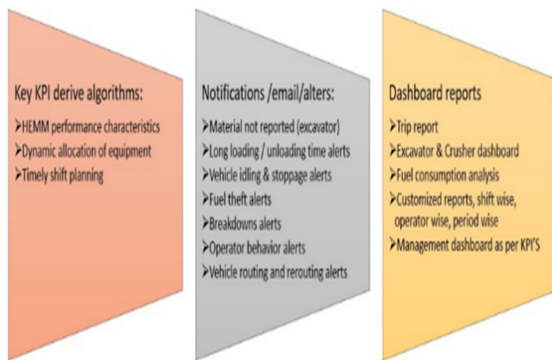 Key KPI derive algorithms:
➢HEMM performance characteristics
➢Dynamic allocation of equipment
➢Timely shift planning
Notifications /email/alters:
➢Material not reported (excavator)
➢Long loading / unloading time alerts
➢Vehicle idling & stoppage alerts
➢Fuel theft alerts
➢Breakdowns alerts
➢Operator behavior alerts
➢Vehicle routing and rerouting alerts
Dashboard reports
➢Trip report
➢Excavator & Crusher dashboard
➢Fuel consumption analysis
➢Customized reports, shift wise,
operator wise, period wise
➢Management dashboard as per KPI'S